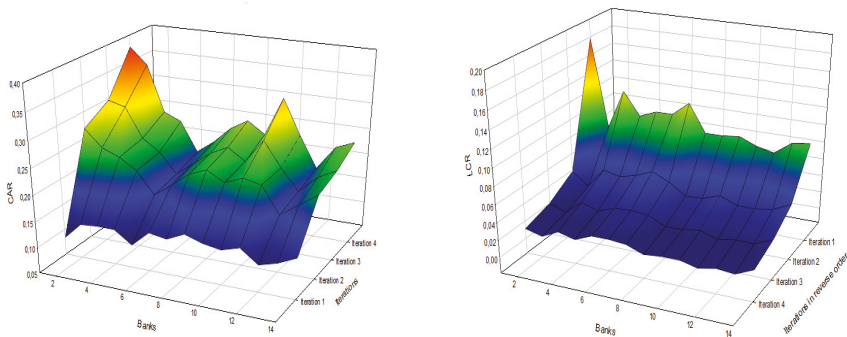 0,40
0,35
0,30
0,25
0,20
0,15
0,10
0,05
CAR
2
4
6
8
10
12
14
Banks
Iteration 1
Iteration 2
Iteration 3
Iteration 4
Iterations
0,20
0,18
0,16
0,14
0,12
0,10
0,08
0,06
0,04
0,02
0,00
LCR
2
4
6
8
10
12
14
Banks
Iteration 1
Iteration 2
Iteration 3
Iteration 4
Iterations in reverse order